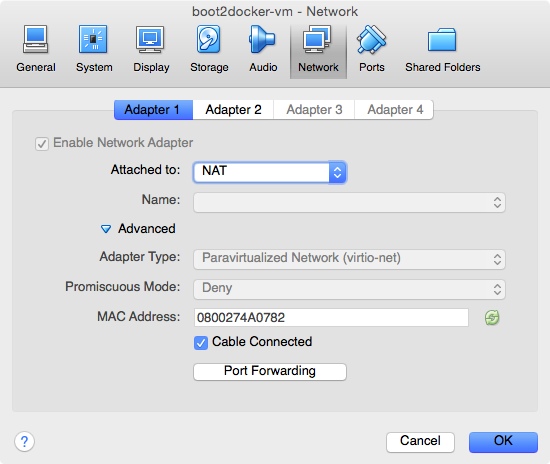 boot2docker-vm - Network
General System Display Storage Audio Network Ports Shared Folders
Adapter 1 Adapter 2 Adapter 3 Adapter 4
Enable Network Adapter
Attached to: NAT
Name:
Advanced
Adapter Type: Paravirtualized Network (virtio-net)
Promiscuous Mode: Deny
MAC Address: 0800274A0782
Cable Connected
Port Forwarding
? Cancel OK